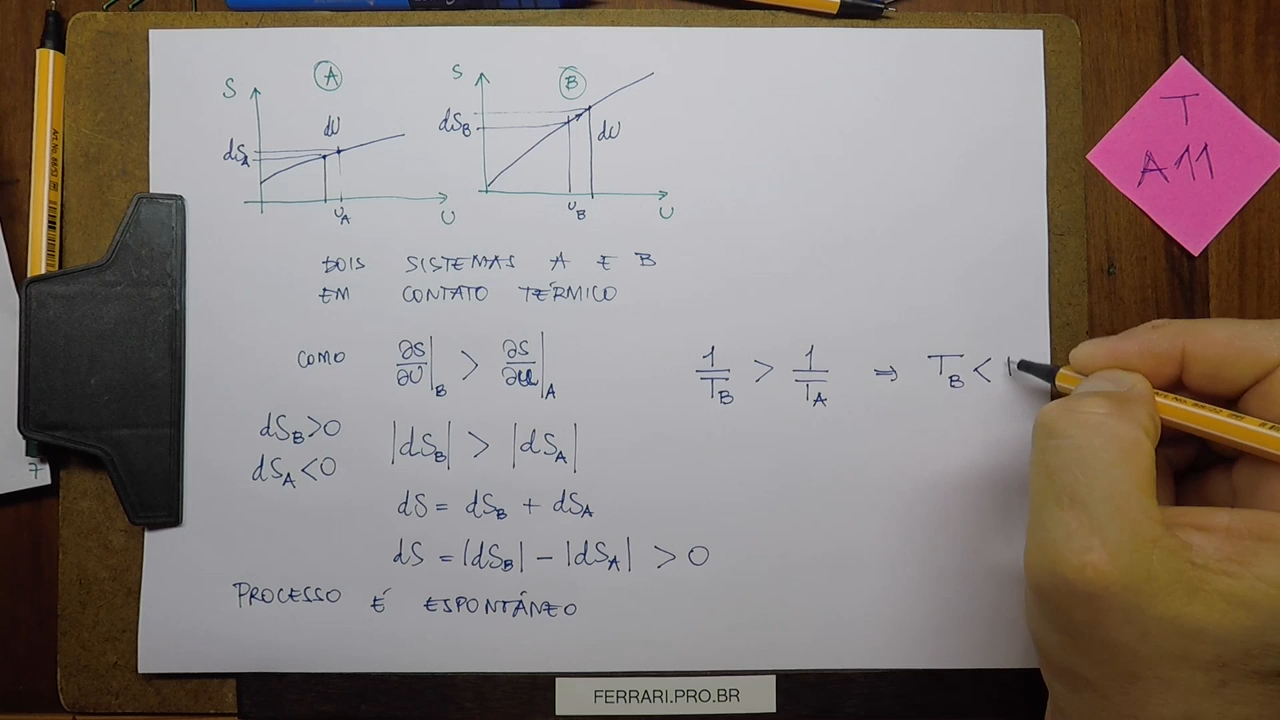 S
A
dU
dS_A
U_A
U
S
B
dS_B
dU
U_B
U
DOIS SISTEMAS A E B
EM CONTATO TÉRMICO
COMO ∂S/∂U|_B > ∂S/∂U|_A
1/T_B > 1/T_A ⇒ T_B <
dS_B>0
dS_A<0
|dS_B| > |dS_A|
dS = dS_B + dS_A
dS = |dS_B| - |dS_A| > 0
PROCESSO É ESPONTÂNEO
T
A11
7
FERRARI.PRO.BR